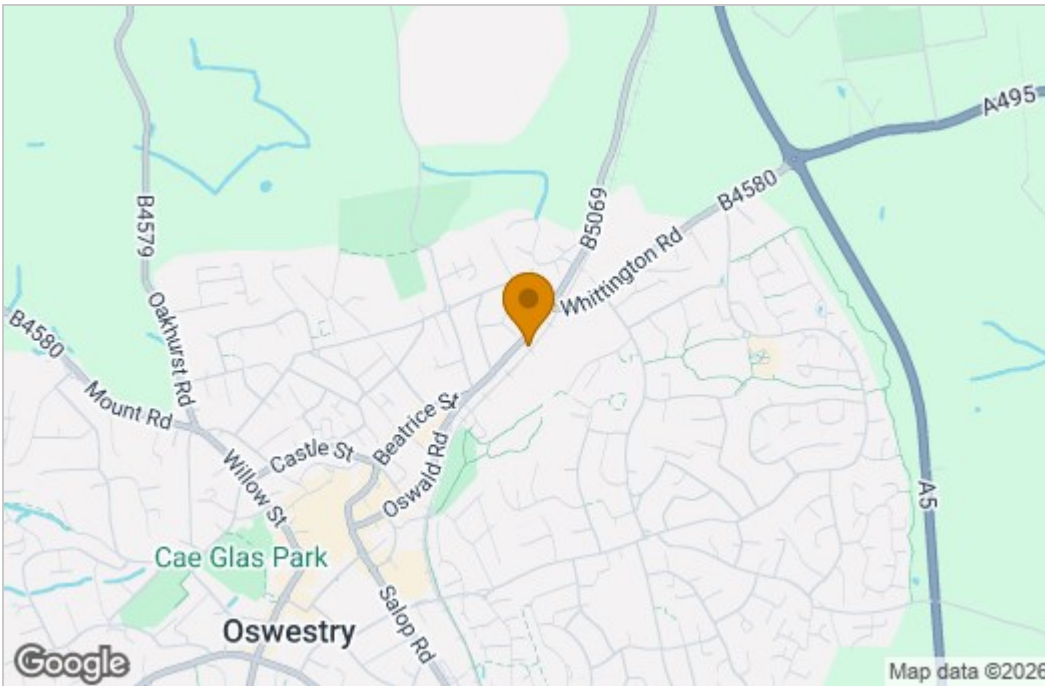 A495
B4580
B5069
B4579
Whittington Rd
Oakhurst Rd
B4580
Mount Rd
Beatrice St
Castle St
Willow St
Oswald Rd
A5
Cae Glas Park
Salop Rd
Oswestry
Google
Map data ©2026